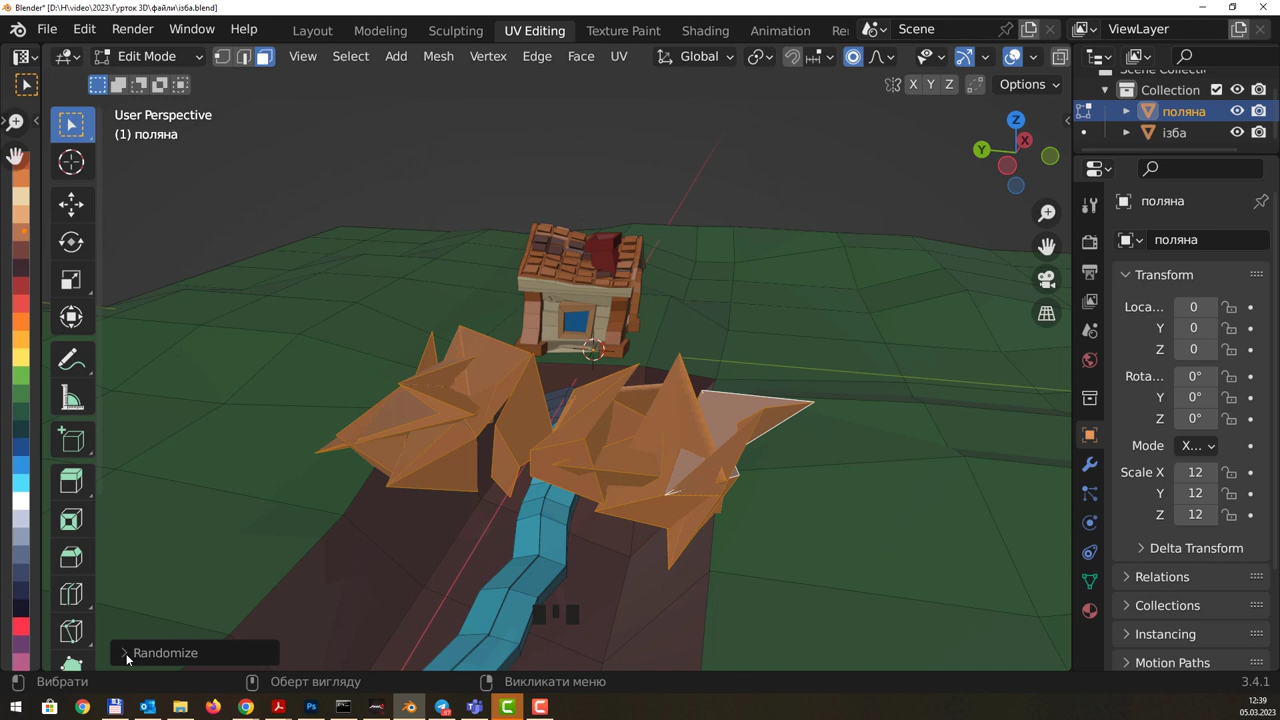 Blender* [D:\H\video\2023\Гурток 3D\файли\ізба.blend]
File Edit Render Window Help Layout Modeling Sculpting UV Editing Texture Paint Shading Animation Scene ViewLayer
Edit Mode View Select Add Mesh Vertex Edge Face UV Global
X Y Z Options
User Perspective
(1) поляна
Z
X
Y
Collection
поляна
ізба
поляна
поляна
Transform
Loca... 0
Y 0
Z 0
Rota... 0°
Y 0°
Z 0°
Mode X...
Scale X 12
Y 12
Z 12
Delta Transform
Relations
Collections
Instancing
Motion Paths
Randomize
Вибрати Оберт вигляду Викликати меню 3.4.1
12:39
05.03.2023